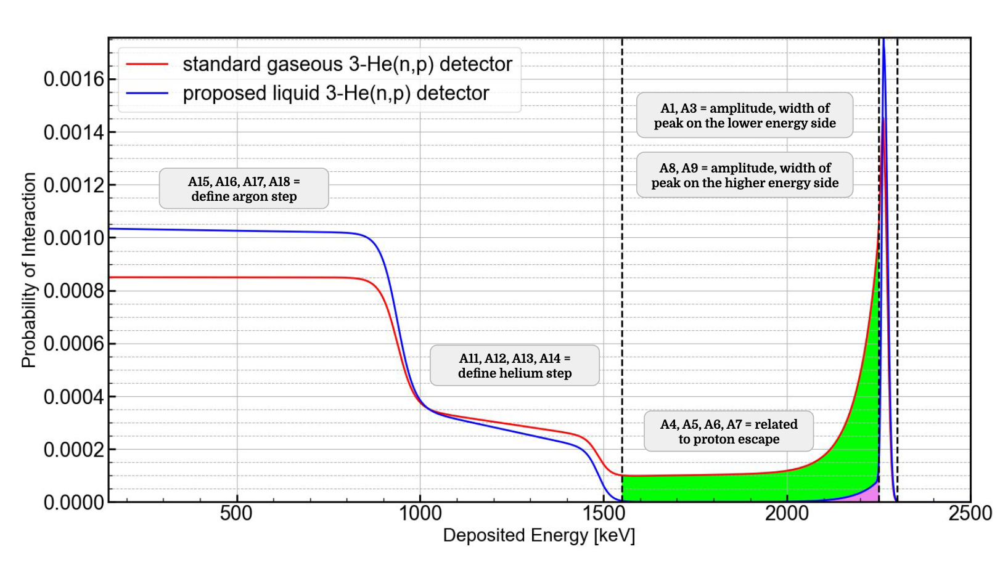 standard gaseous 3-He(n,p) detector
proposed liquid 3-He(n,p) detector
A1, A3 = amplitude, width of
peak on the lower energy side
A8, A9 = amplitude, width of
peak on the higher energy side
A15, A16, A17, A18 =
define argon step
A11, A12, A13, A14 =
define helium step
A4, A5, A6, A7 = related
to proton escape
Probability of Interaction
0.0016
0.0014
0.0012
0.0010
0.0008
0.0006
0.0004
0.0002
0.0000
500
1000
1500
2000
2500
Deposited Energy [keV]